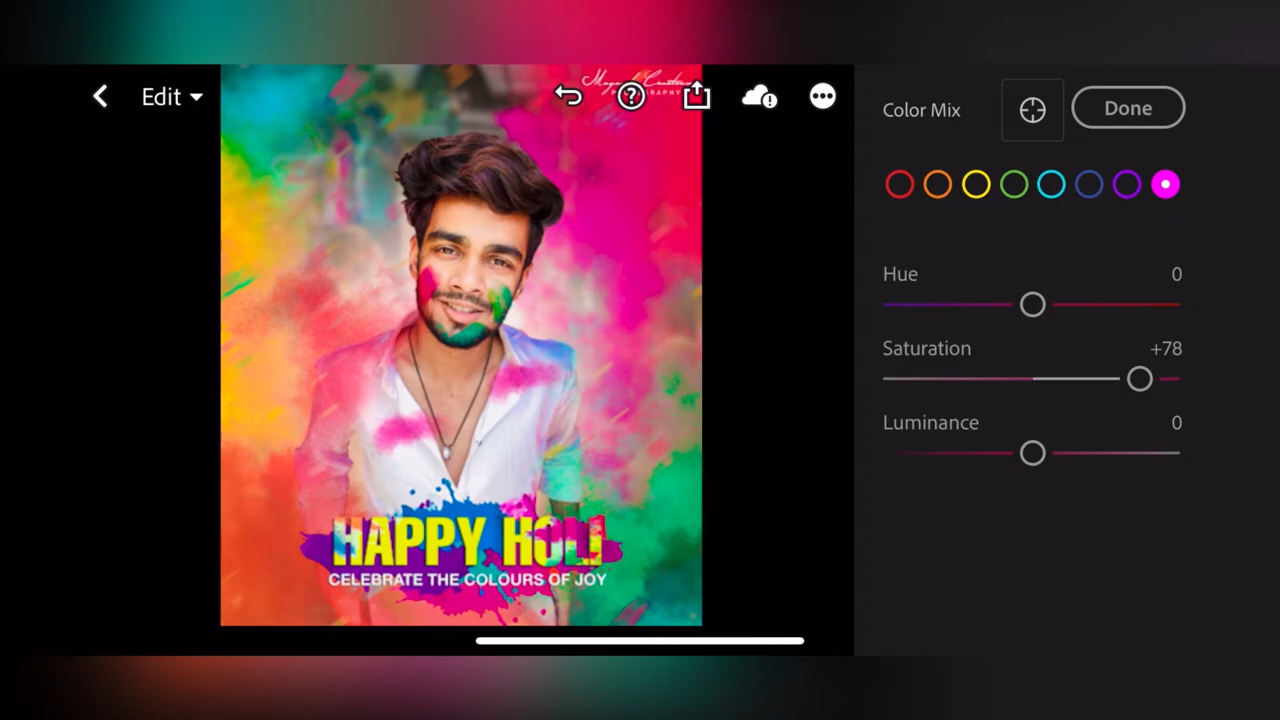 Edit
Color Mix
Done
Hue
0
Saturation
+78
Luminance
0
HAPPY HOLI
CELEBRATE THE COLOURS OF JOY